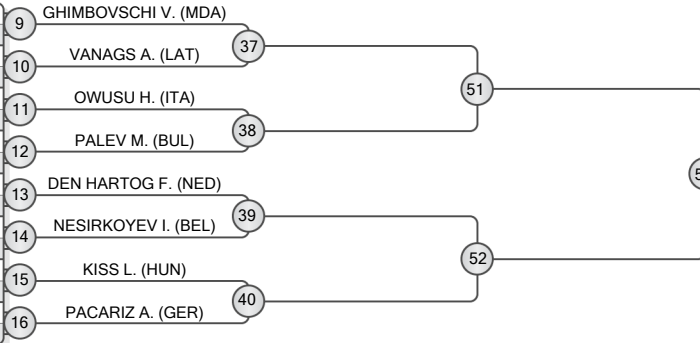 9 GHIMBOVSCHI V. (MDA)
37
10 VANAGS A. (LAT)
51
11 OWUSU H. (ITA)
38
12 PALEV M. (BUL)
13 DEN HARTOG F. (NED)
39
14 NESIRKOYEV I. (BEL)
52
15 KISS L. (HUN)
40
16 PACARIZ A. (GER)